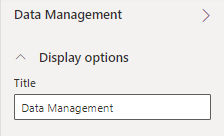 Data Management
Display options
Title
Data Management